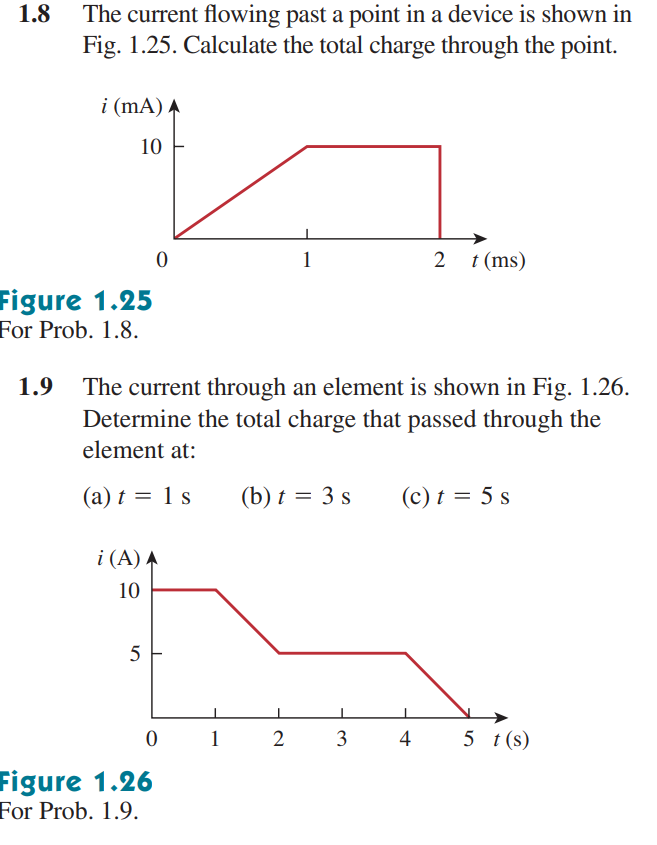 1.8 The current flowing past a point in a device is shown in
Fig. 1.25. Calculate the total charge through the point.
i (mA)
10
0 1 2 t (ms)
Figure 1.25
For Prob. 1.8.
1.9 The current through an element is shown in Fig. 1.26.
Determine the total charge that passed through the
element at:
(a) t = 1 s (b) t = 3 s (c) t = 5 s
i (A)
10
5
0 1 2 3 4 5 t (s)
Figure 1.26
For Prob. 1.9.